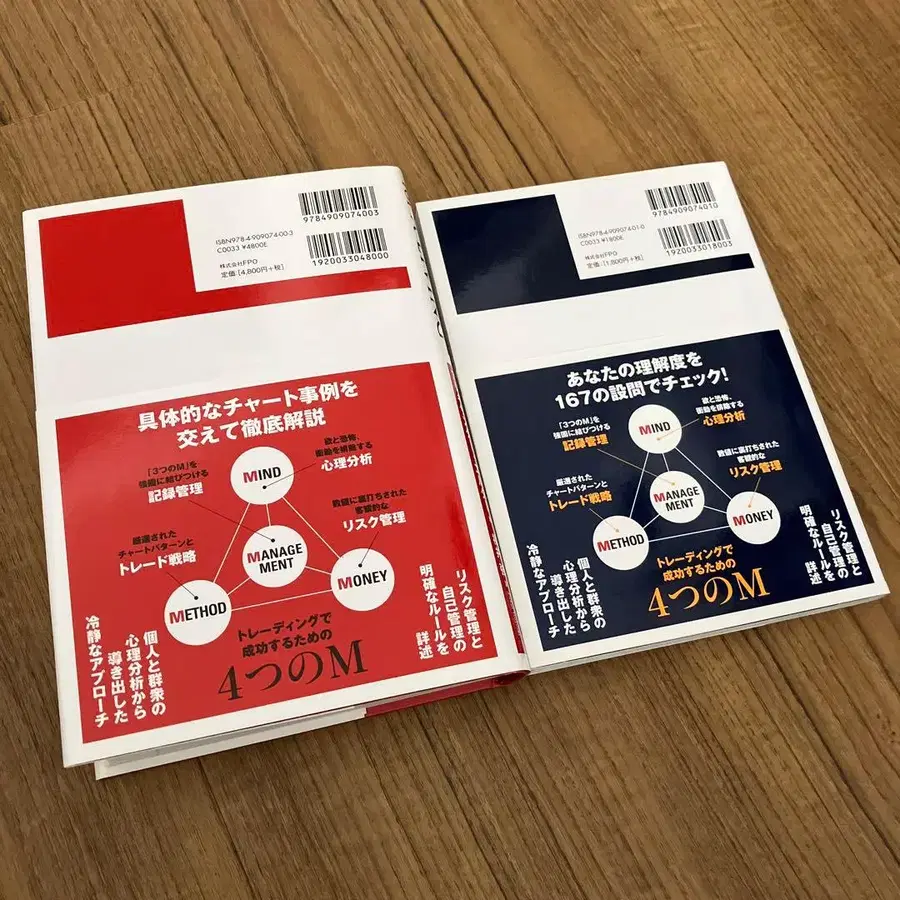 9784909074003
ISBN978-4-909074-00-3
C0033 ¥4800E
1920033048000
株式会社FPO
定価:[4,800円+税]
具体的なチャート事例を
交えて徹底解説
MIND
欲と恐怖、
衝動を排除する
心理分析
「3つのM」を
強固に結びつける
記録管理
数値に裏打ちされた
客観的な
リスク管理
厳選された
チャートパターンと
トレード戦略
MANAGE
MENT
METHOD
MONEY
トレーディングで
成功するための
4つのM
リスク管理と
自己管理の
明確なルールを
詳述
個人と群衆の
心理分析から
導き出した
冷静なアプローチ
9784909074010
ISBN978-4-909074-01-0
C0033 ¥1800E
1920033018003
株式会社FPO
定価:[1,800円+税]
あなたの理解度を
167の設問でチェック!
MIND
欲と恐怖、
衝動を排除する
心理分析
「3つのM」を
強固に結びつける
記録管理
数値に裏打ちされた
客観的な
リスク管理
厳選された
チャートパターンと
トレード戦略
MANAGE
MENT
METHOD
MONEY
トレーディングで
成功するための
4つのM
リスク管理と
自己管理の
明確なルールを
詳述
個人と群衆の
心理分析から
導き出した
冷静なアプローチ